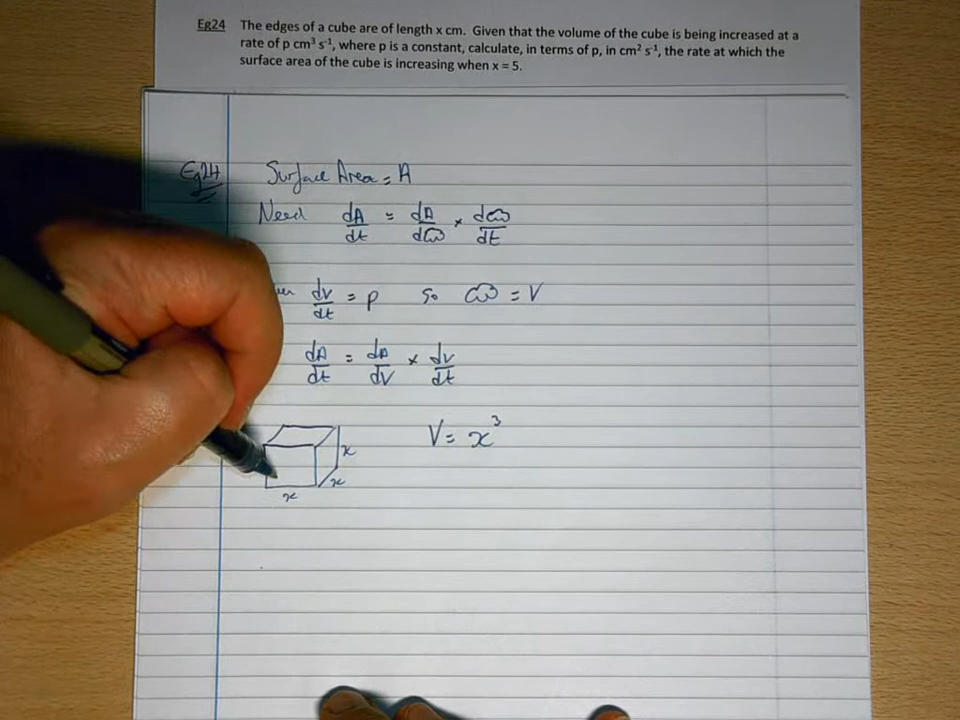 Eg24 The edges of a cube are of length x cm. Given that the volume of the cube is being increased at a
rate of p cm³ s⁻¹, where p is a constant, calculate, in terms of p, in cm² s⁻¹, the rate at which the
surface area of the cube is increasing when x = 5.
Eg24 Surface Area = A
Need dA/dt = dA/d × d/dt
dv/dt = p so = V
dA/dt = dA/dV × dv/dt
V = x³
x
x
x